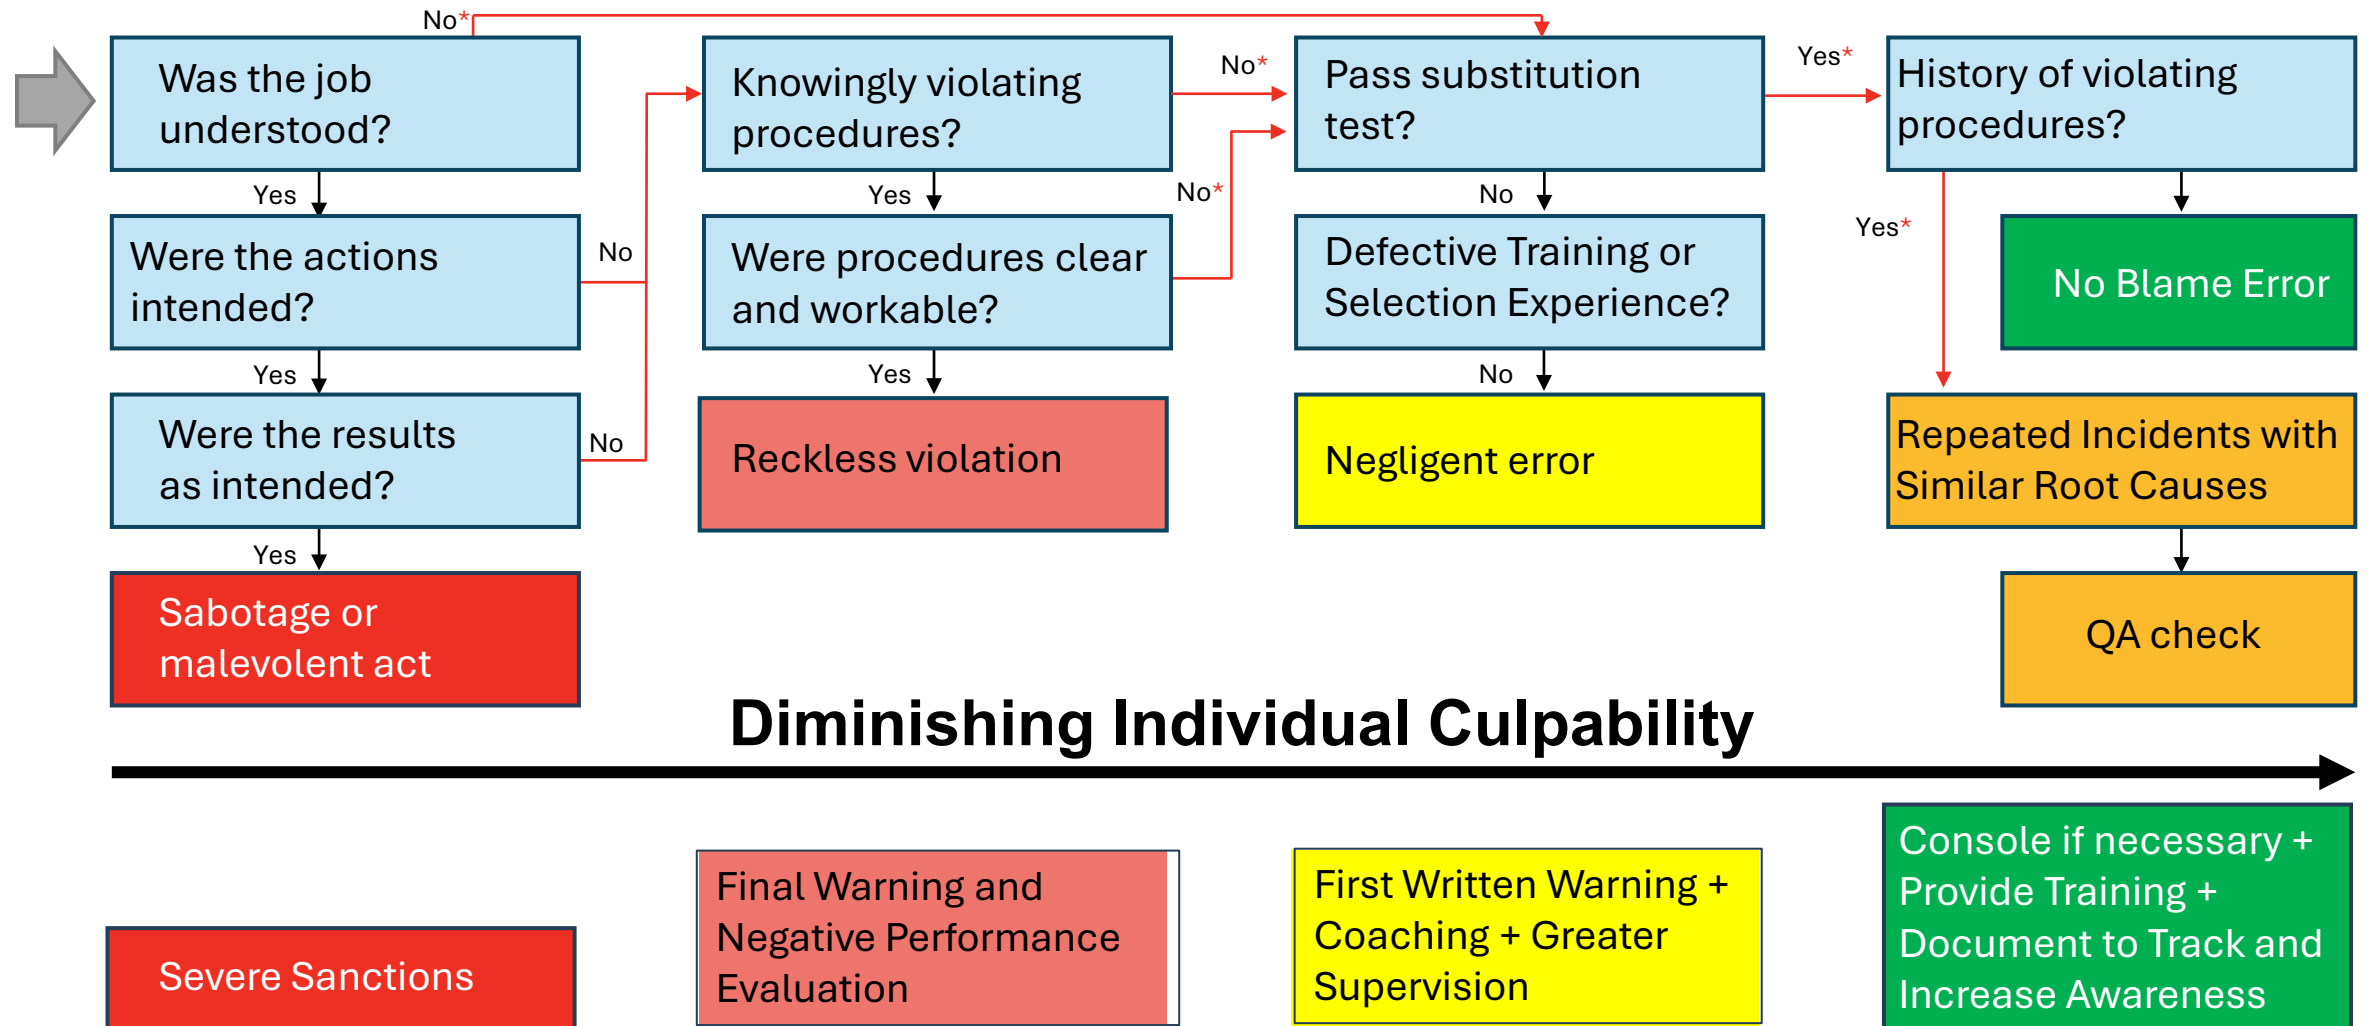 No*
Was the job
understood?
Yes
Were the actions
intended?
No
Yes
Were the results
as intended?
No
Yes
Sabotage or
malevolent act
Knowingly violating
procedures?
No*
Yes
Were procedures clear
and workable?
No*
Yes
Reckless violation
Pass substitution
test?
Yes*
No
Defective Training or
Selection Experience?
No
Negligent error
History of violating
procedures?
Yes*
No Blame Error
Repeated Incidents with
Similar Root Causes
QA check
Diminishing Individual Culpability
Severe Sanctions
Final Warning and
Negative Performance
Evaluation
First Written Warning +
Coaching + Greater
Supervision
Console if necessary +
Provide Training +
Document to Track and
Increase Awareness